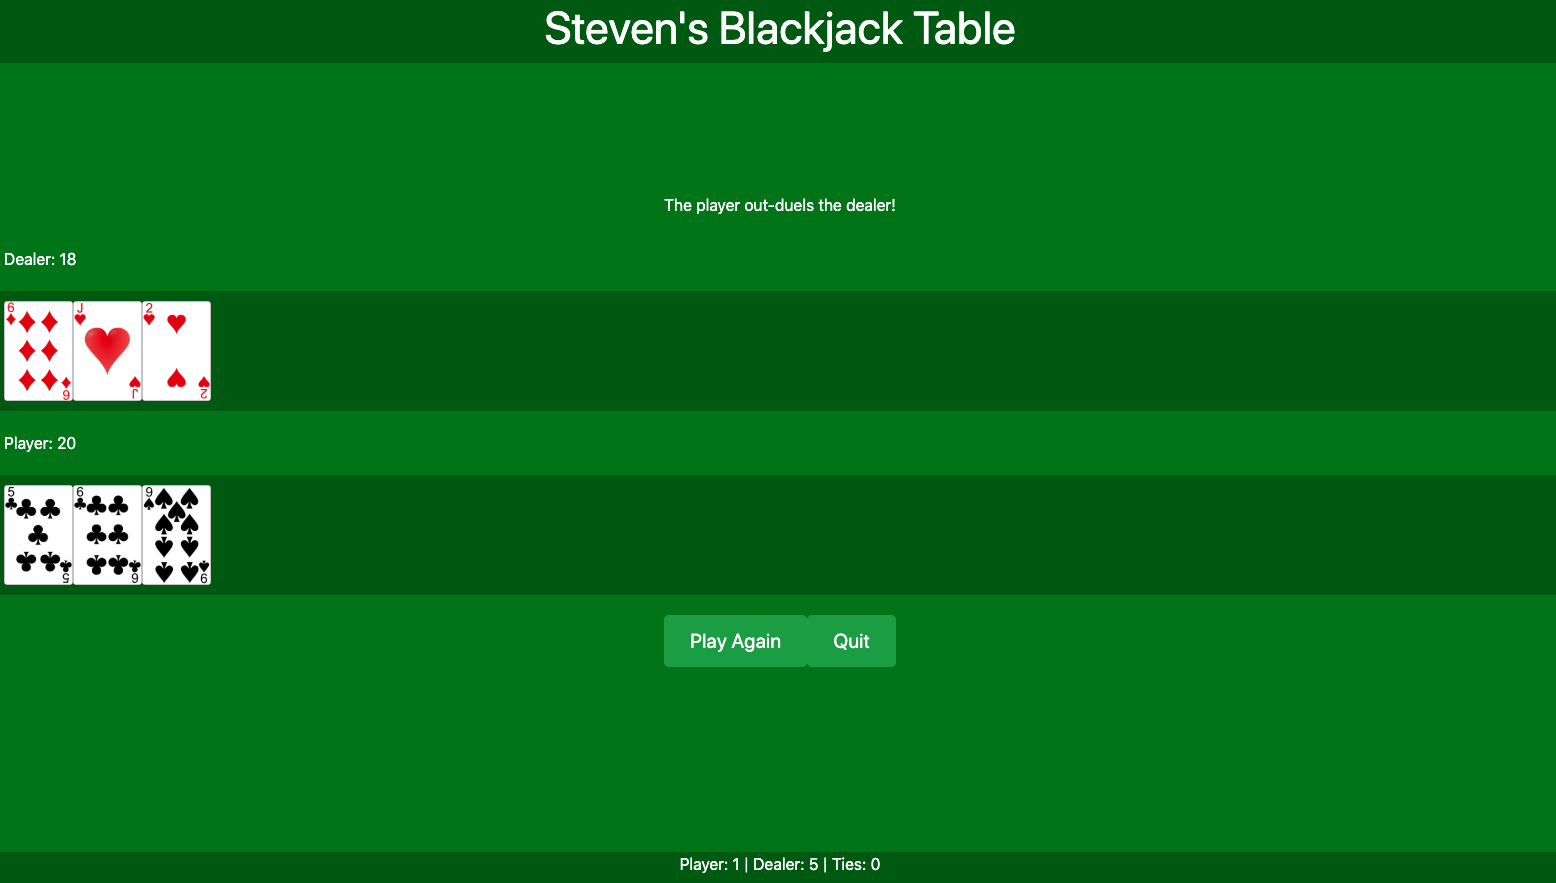 Steven's Blackjack Table
The player out-duels the dealer!
Dealer: 18
6 J 2
6 J 2
Player: 20
5 6 9
5 6 9
Play Again Quit
Player: 1 | Dealer: 5 | Ties: 0